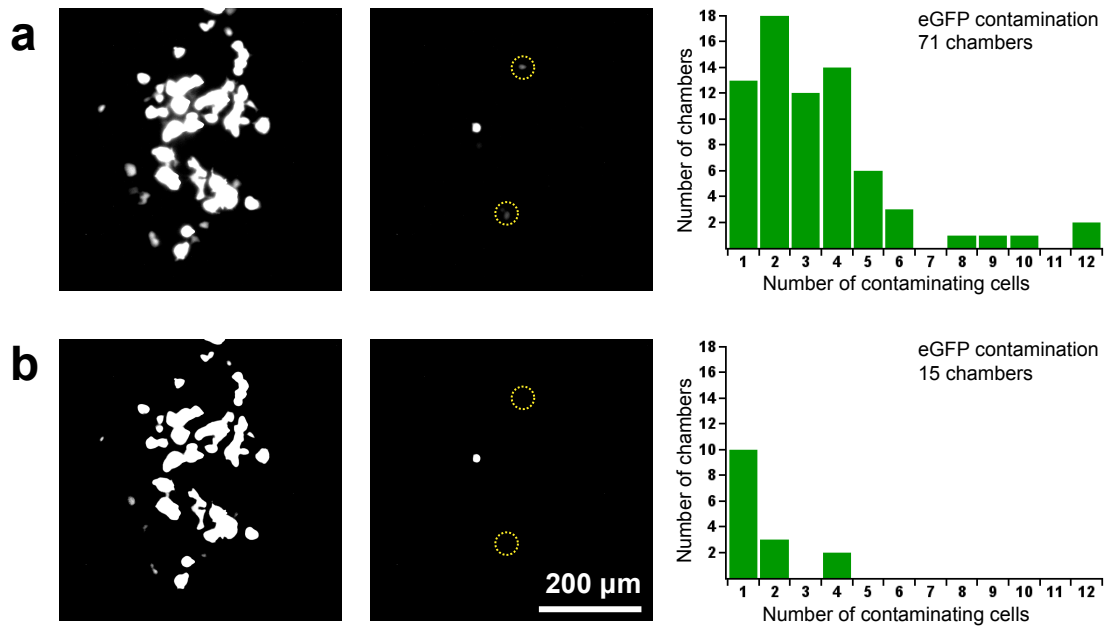 a
eGFP contamination
71 chambers
Number of chambers
18
16
14
12
10
8
6
4
2
1 2 3 4 5 6 7 8 9 10 11 12
Number of contaminating cells
b
200 µm
eGFP contamination
15 chambers
Number of chambers
18
16
14
12
10
8
6
4
2
1 2 3 4 5 6 7 8 9 10 11 12
Number of contaminating cells